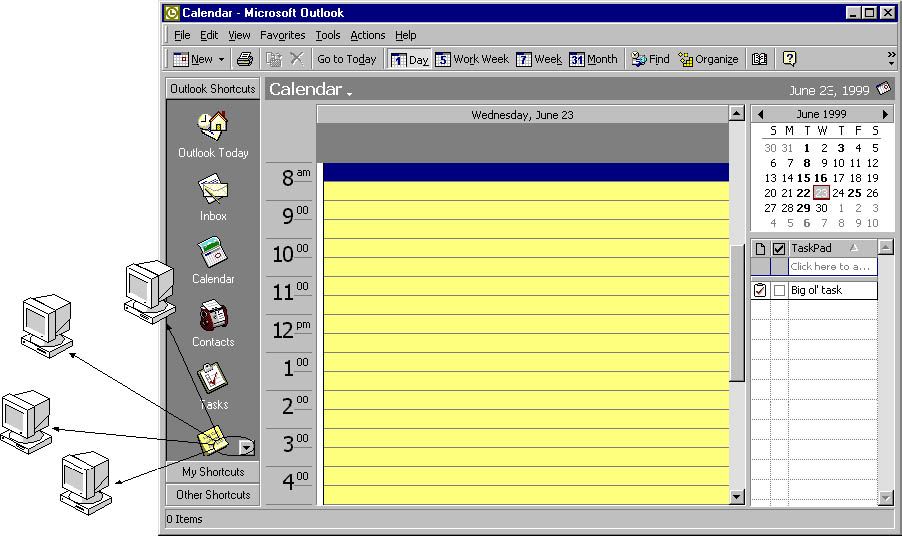 Calendar - Microsoft Outlook
File Edit View Favorites Tools Actions Help
New Go to Today 1 Day 5 Work Week 7 Week 31 Month Find Organize
Outlook Shortcuts
Outlook Today
Inbox
Calendar
Contacts
Tasks
My Shortcuts
Other Shortcuts
Calendar
June 23, 1999
Wednesday, June 23
8 am
9 00
10 00
11 00
12 pm
1 00
2 00
3 00
4 00
June 1999
S M T W T F S
30 31 1 2 3 4 5
6 7 8 9 10 11 12
13 14 15 16 17 18 19
20 21 22 23 24 25 26
27 28 29 30 1 2 3
4 5 6 7 8 9 10
TaskPad
Click here to a...
Big ol' task
0 Items